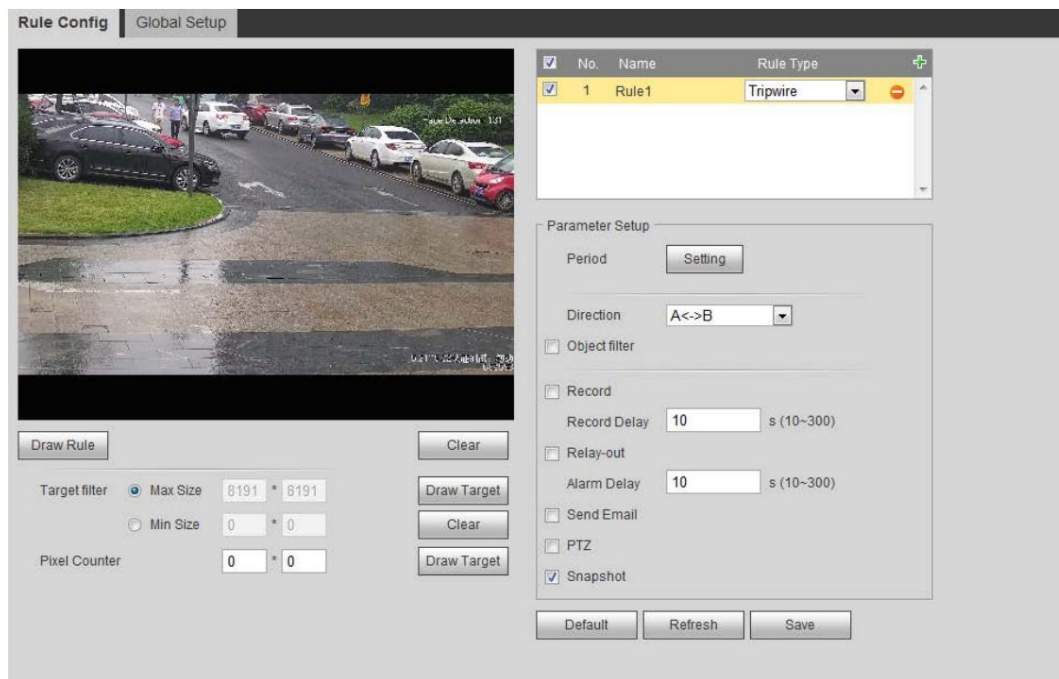 Rule Config Global Setup
No. Name Rule Type
1 Rule1 Tripwire
Parameter Setup
Period Setting
Direction A<->B
Object filter
Record
Record Delay 10 s (10~300)
Relay-out
Alarm Delay 10 s (10~300)
Send Email
PTZ
Snapshot
Default Refresh Save
Draw Rule Clear
Target filter Max Size 8191 * 8191 Draw Target
Min Size 0 * 0 Clear
Pixel Counter 0 * 0 Draw Target